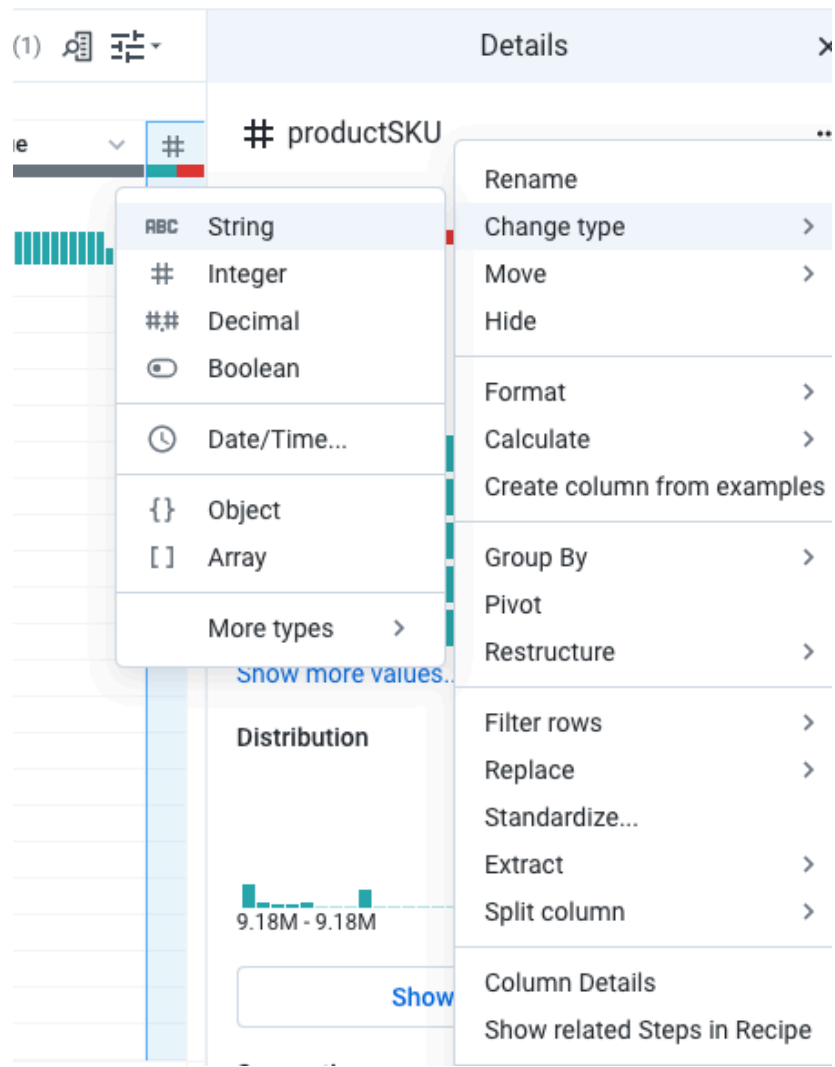 (1)
Details
e
# productSKU
Rename
Change type
Move
Hide
Format
Calculate
Create column from examples
Group By
Pivot
Restructure
Filter rows
Replace
Standardize...
Extract
Split column
Column Details
Show related Steps in Recipe
ABC String
# Integer
#.# Decimal
Boolean
Date/Time...
{} Object
[] Array
More types
Show more values..
Distribution
9.18M - 9.18M
Show